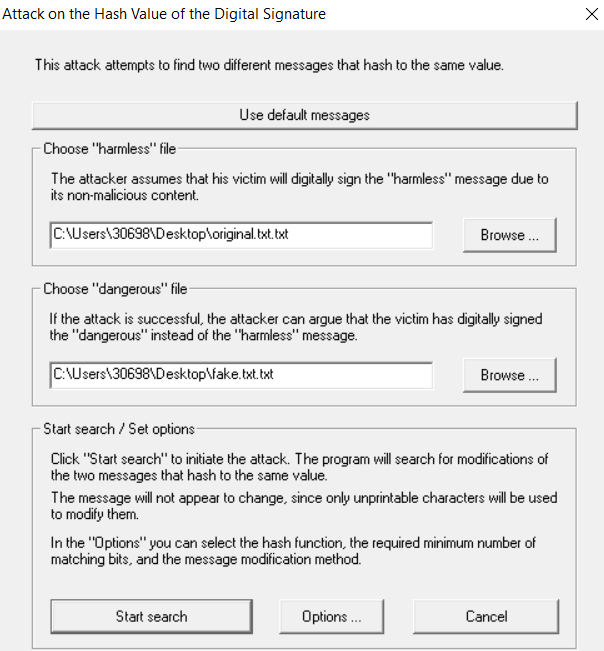 Attack on the Hash Value of the Digital Signature
This attack attempts to find two different messages that hash to the same value.
Use default messages
Choose "harmless" file
The attacker assumes that his victim will digitally sign the "harmless" message due to
its non-malicious content.
C:\Users\30698\Desktop\original.txt.txt
Browse ...
Choose "dangerous" file
If the attack is successful, the attacker can argue that the victim has digitally signed
the "dangerous" instead of the "harmless" message.
C:\Users\30698\Desktop\fake.txt.txt
Browse ...
Start search / Set options
Click "Start search" to initiate the attack. The program will search for modifications of
the two messages that hash to the same value.
The message will not appear to change, since only unprintable characters will be used
to modify them.
In the "Options" you can select the hash function, the required minimum number of
matching bits, and the message modification method.
Start search
Options ...
Cancel